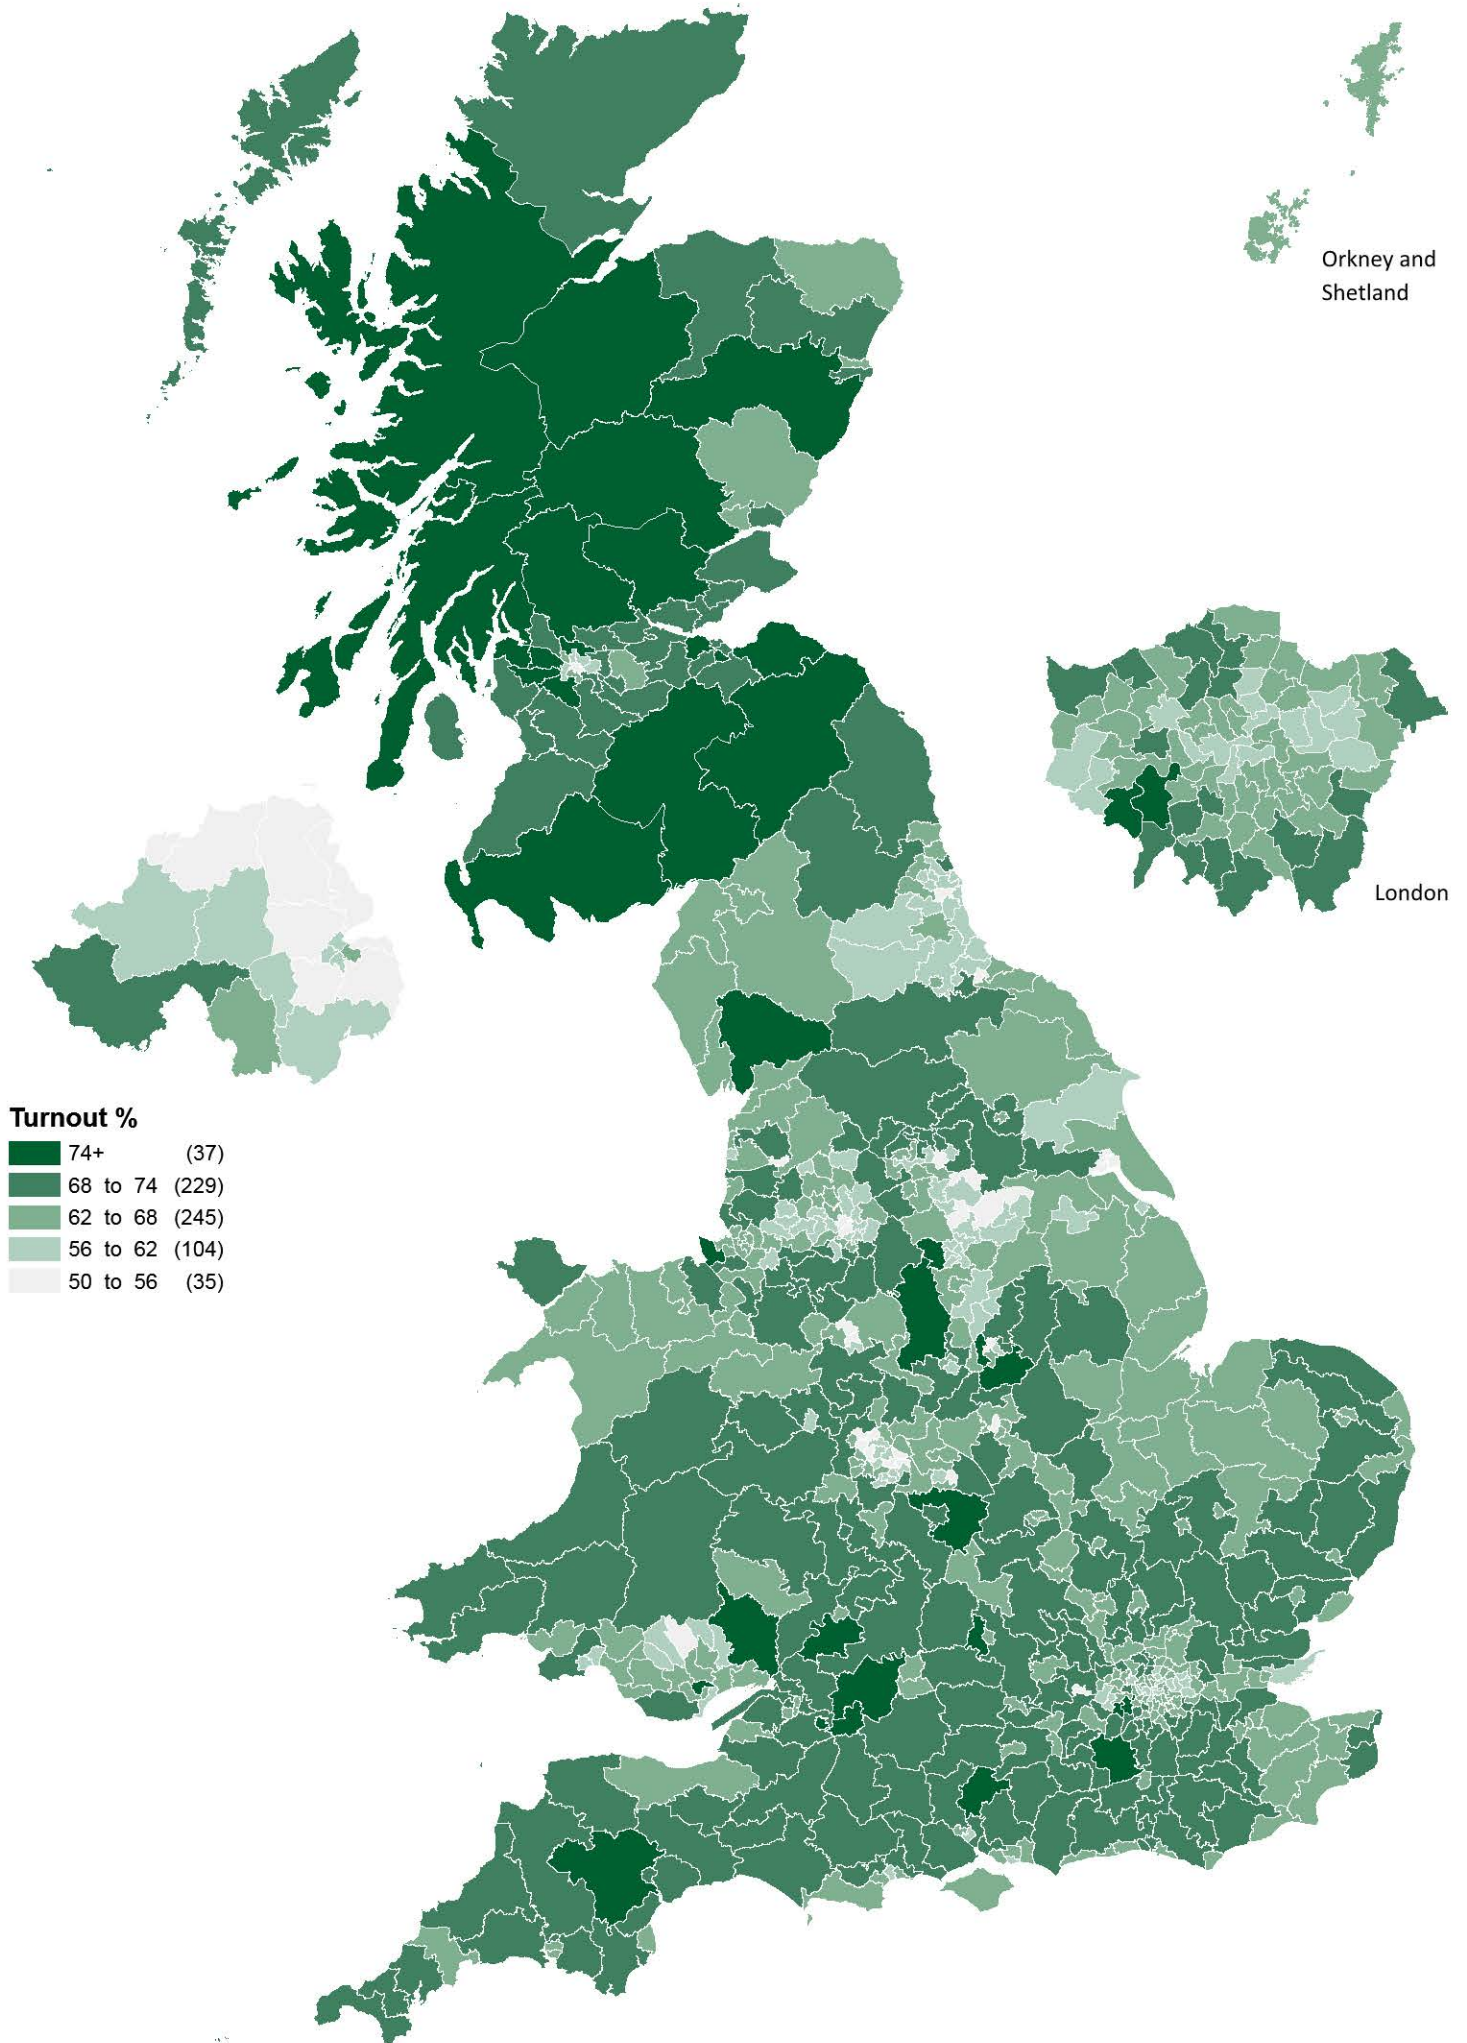 Orkney and
Shetland
London
Turnout %
74+ (37)
68 to 74 (229)
62 to 68 (245)
56 to 62 (104)
50 to 56 (35)